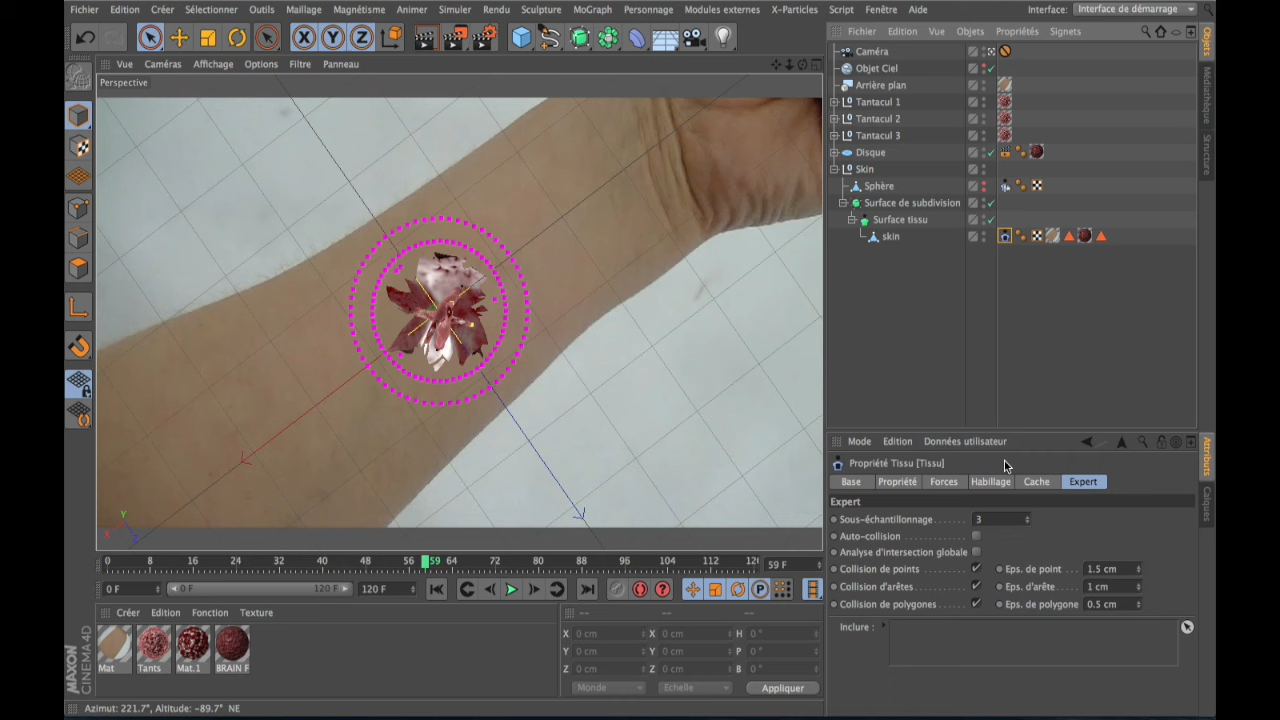 Fichier Edition Créer Sélectionner Outils Maillage Magnétisme Animer Simuler Rendu Sculpture MoGraph Personnage Modules externes X-Particles Script Fenêtre Aide Interface: Interface de démarrage
Fichier Edition Vue Objets Propriétés Signets
Vue Caméras Affichage Options Filtre Panneau
Perspective
Caméra
Objet Ciel
Arrière plan
Tantacul 1
Tantacul 2
Tantacul 3
Disque
Skin
Sphère
Surface de subdivision
Surface tissu
skin
Objets
Médiathèque
Structure
Mode Edition Données utilisateur
Propriété Tissu [Tissu]
Base Propriété Forces Habillage Cache Expert
Expert
Sous-échantillonnage 3
Auto-collision
Analyse d'intersection globale
Collision de points Eps. de point 1.5 cm
Collision d'arêtes Eps. d'arête 1 cm
Collision de polygones Eps. de polygone 0.5 cm
Inclure :
Attributs
Calques
X Y Z
0 8 16 24 32 40 48 56 59 64 72 80 88 96 104 112 12 59 F
0 F 0 F 120 F 120 F
Créer Edition Fonction Texture
Mat Tants Mat.1 BRAIN F
-- -- --
X 0 cm X 0 cm H 0 °
Y 0 cm Y 0 cm P 0 °
Z 0 cm Z 0 cm B 0 °
Monde Echelle Appliquer
MAXON CINEMA 4D
Azimut: 221.7°, Altitude: -89.7° NE